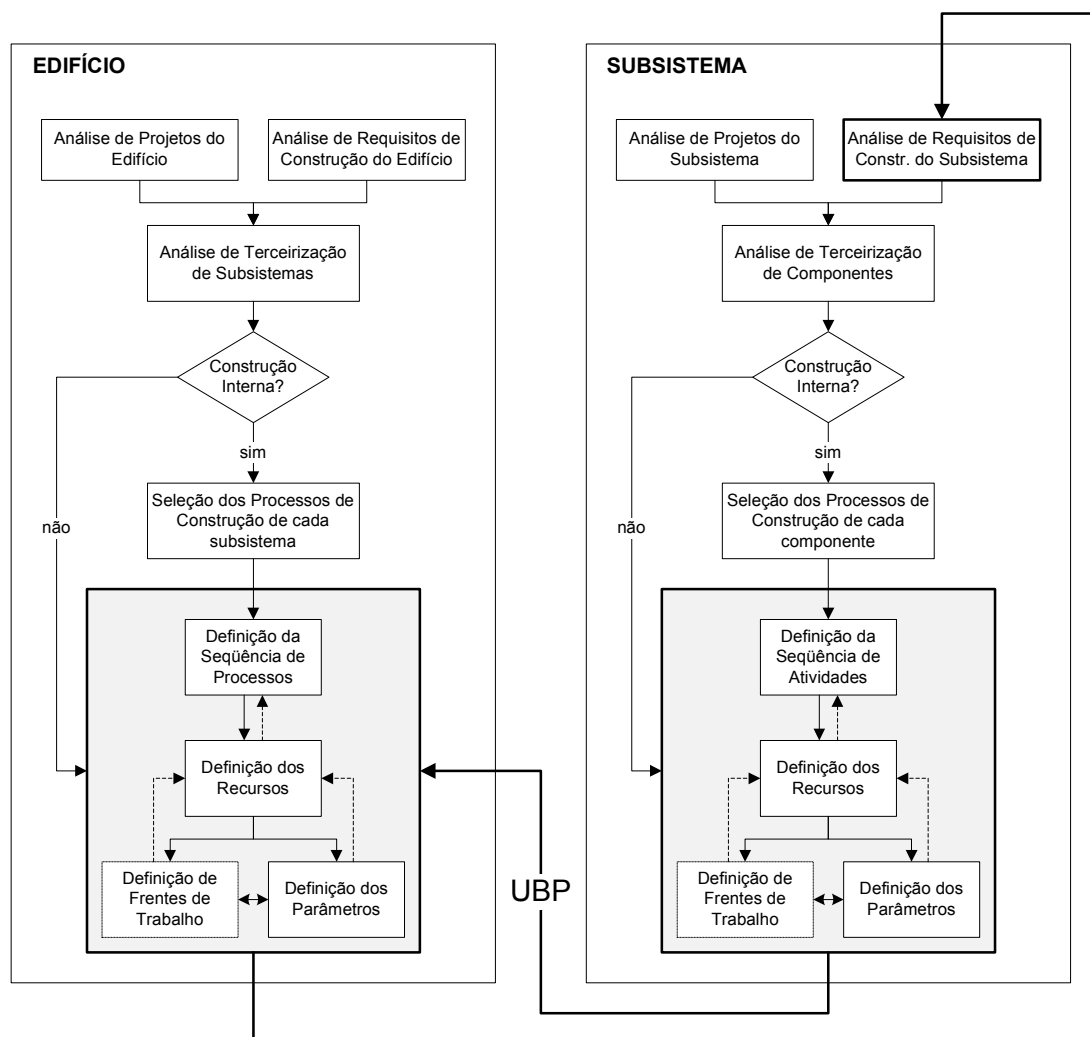 EDIFÍCIO
Análise de Projetos do
Edifício
Análise de Requisitos de
Construção do Edifício
Análise de Terceirização
de Subsistemas
Construção
Interna?
sim
não
Seleção dos Processos de
Construção de cada
subsistema
Definição da
Seqüência de
Processos
Definição dos
Recursos
Definição de
Frentes de
Trabalho
Definição dos
Parâmetros
UBP
SUBSISTEMA
Análise de Projetos do
Subsistema
Análise de Requisitos de
Constr. do Subsistema
Análise de Terceirização
de Componentes
Construção
Interna?
sim
não
Seleção dos Processos de
Construção de cada
componente
Definição da
Seqüência de
Atividades
Definição dos
Recursos
Definição de
Frentes de
Trabalho
Definição dos
Parâmetros